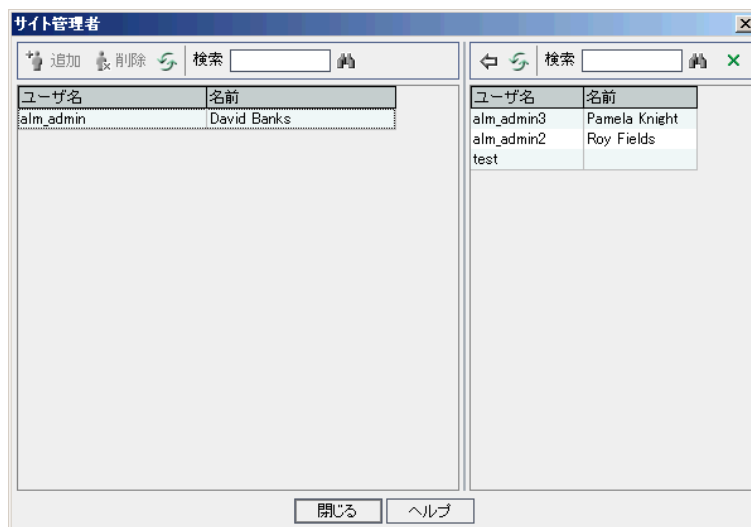 サイト管理者
追加 削除 検索
検索
ユーザ名 名前
alm_admin David Banks
ユーザ名 名前
alm_admin3 Pamela Knight
alm_admin2 Roy Fields
test
閉じる ヘルプ